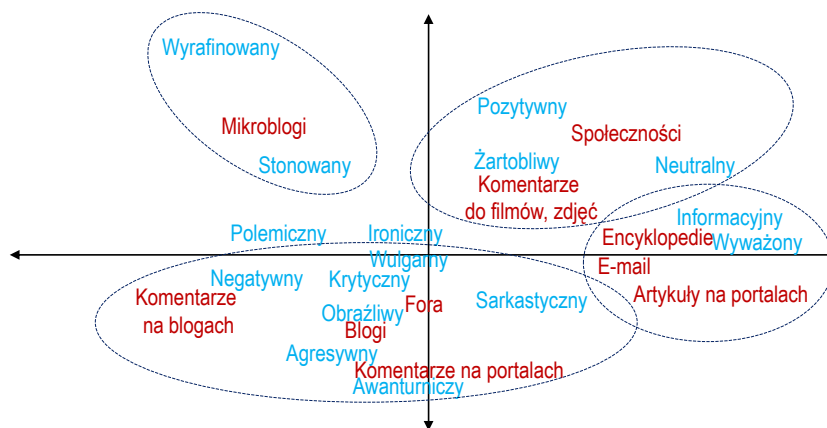 Wyrafinowany
Pozytywny
Mikroblogi
Społeczności
Stonowany
Żartobliwy
Neutralny
Komentarze
do filmów, zdjęć
Informacyjny
Polemiczny
Ironiczny
Encyklopedie
Wyważony
Wulgarny
E-mail
Negatywny
Krytyczny
Komentarze
na blogach
Sarkastyczny
Artykuły na portalach
Fora
Obraźliwy
Blogi
Agresywny
Komentarze na portalach
Awanturniczy